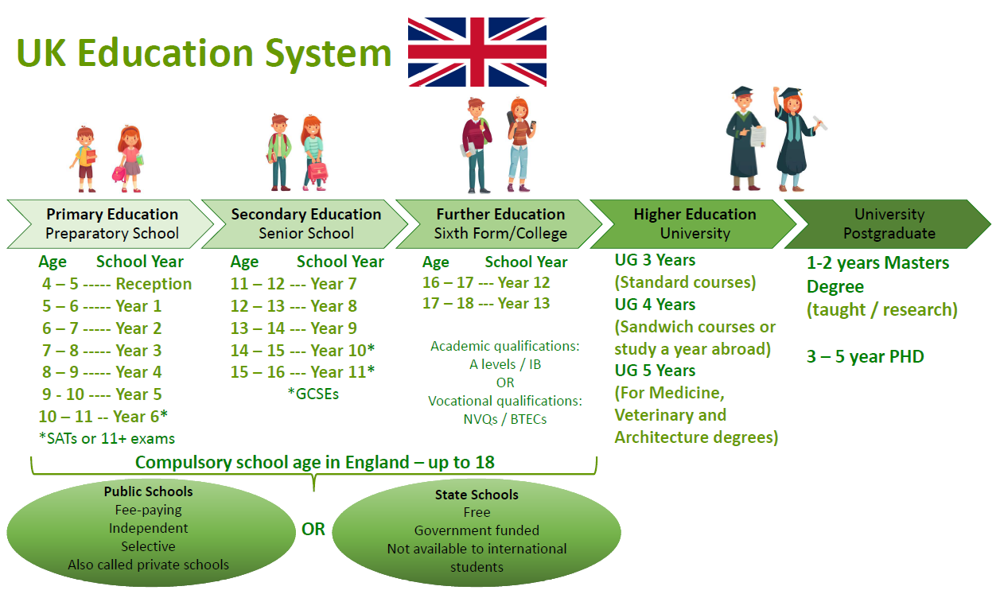 UK Education System
Primary Education
Preparatory School
Secondary Education
Senior School
Further Education
Sixth Form/College
Higher Education
University
University
Postgraduate
Age School Year
4 – 5 ----- Reception
5 – 6 ----- Year 1
6 – 7 ----- Year 2
7 – 8 ----- Year 3
8 – 9 ----- Year 4
9 - 10 ---- Year 5
10 – 11 -- Year 6*
*SATs or 11+ exams
Age School Year
11 – 12 --- Year 7
12 – 13 --- Year 8
13 – 14 --- Year 9
14 – 15 --- Year 10*
15 – 16 --- Year 11*
*GCSEs
Age School Year
16 – 17 --- Year 12
17 – 18 --- Year 13
Academic qualifications:
A levels / IB
OR
Vocational qualifications:
NVQs / BTECs
UG 3 Years
(Standard courses)
UG 4 Years
(Sandwich courses or
study a year abroad)
UG 5 Years
(For Medicine,
Veterinary and
Architecture degrees)
1-2 years Masters
Degree
(taught / research)
3 – 5 year PHD
Compulsory school age in England – up to 18
Public Schools
Fee-paying
Independent
Selective
Also called private schools
OR
State Schools
Free
Government funded
Not available to international
students